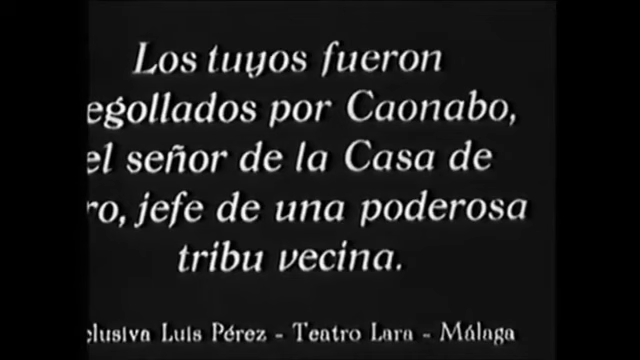 Los tuyos fueron
egollados por Caonabo,
el señor de la Casa de
ro, jefe de una poderosa
tribu vecina.
clusiva Luis Pérez - Teatro Lara - Málaga